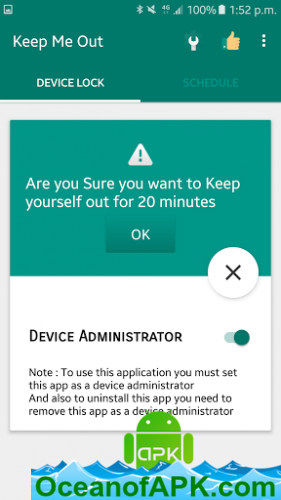 4G 100% 1:52 p.m.
Keep Me Out
DEVICE LOCK SCHEDULE
Are you Sure you want to Keep
yourself out for 20 minutes
OK
Device Administrator
Note : To use this application you must set
this app as a device administrator
And also to uninstall this app you need to
remove this app as a device administrator
APK
OceanofAPK.com